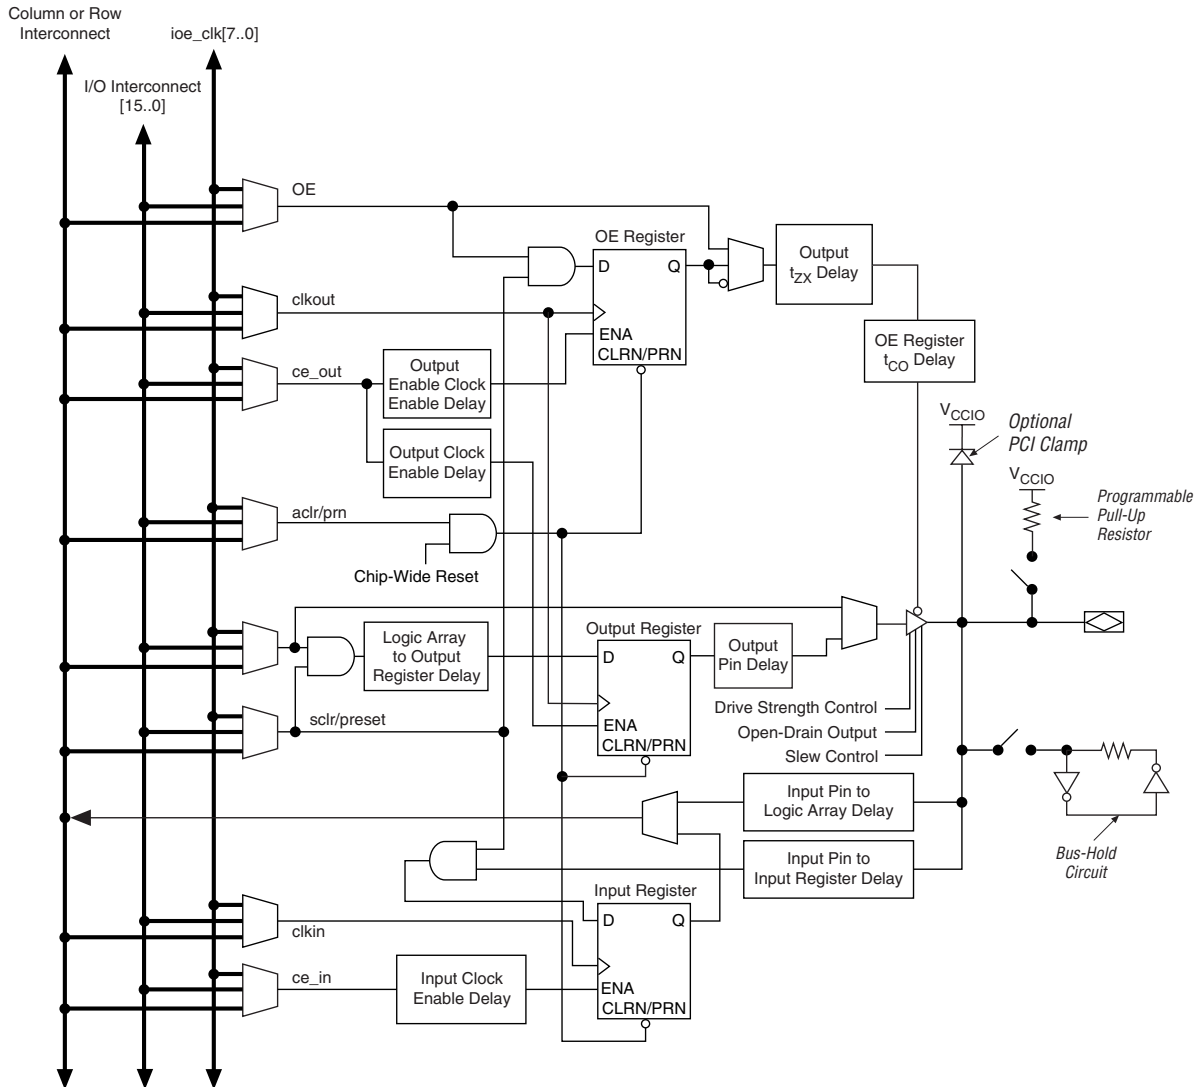 Column or Row
Interconnect
ioe_clk[7..0]
I/O Interconnect
[15..0]
OE
OE Register
D
Q
ENA
CLRN/PRN
Output
tZX Delay
clkout
OE Register
tCO Delay
ce_out
Output
Enable Clock
Enable Delay
Output Clock
Enable Delay
VCCIO
Optional
PCI Clamp
VCCIO
Programmable
Pull-Up
Resistor
aclr/prn
Chip-Wide Reset
Logic Array
to Output
Register Delay
Output Register
D
Q
ENA
CLRN/PRN
Output
Pin Delay
sclr/preset
Drive Strength Control
Open-Drain Output
Slew Control
Input Pin to
Logic Array Delay
Input Pin to
Input Register Delay
Bus-Hold
Circuit
Input Register
D
Q
ENA
CLRN/PRN
clkin
ce_in
Input Clock
Enable Delay